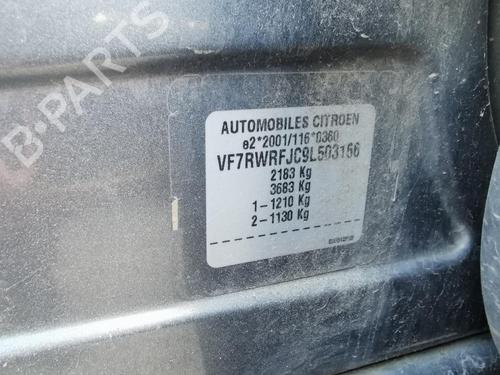 AUTOMOBILES CITROEN
e2*2001/116*0360
VF7RWRFJC9L503156
2183 Kg
3683 Kg
1-1210 Kg
2-1130 Kg
B-PARTS